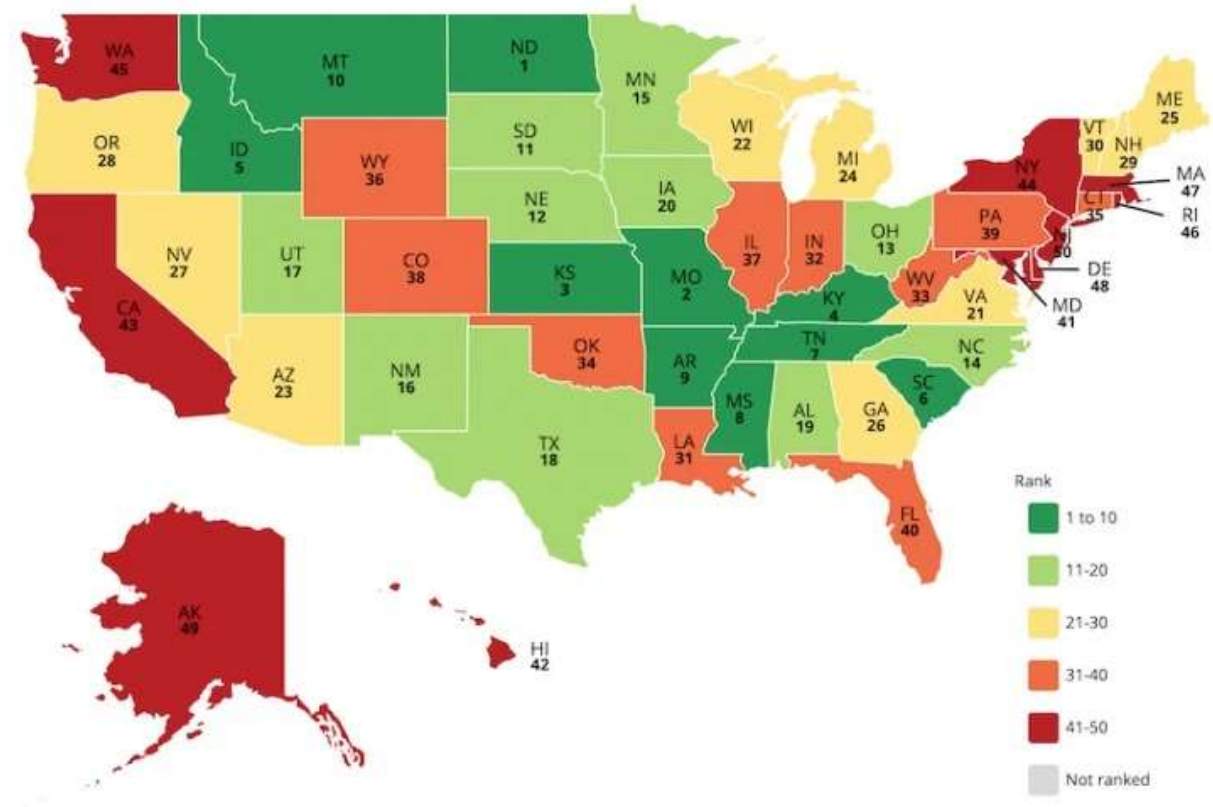 WA
45
MT
10
ND
1
MN
15
OR
28
ID
5
WY
36
SD
11
WI
22
MI
24
NY
44
VT
30
NH
29
ME
25
MA
47
CT
35
RI
46
NV
27
UT
17
CO
38
NE
12
IA
20
IL
37
IN
32
OH
13
PA
39
NJ
50
DE
48
MD
41
CA
43
KS
3
MO
2
KY
4
WV
33
VA
21
AZ
23
NM
16
OK
34
AR
9
TN
7
NC
14
SC
6
TX
18
LA
31
MS
8
AL
19
GA
26
FL
40
AK
49
HI
42
Rank
1 to 10
11-20
21-30
31-40
41-50
Not ranked